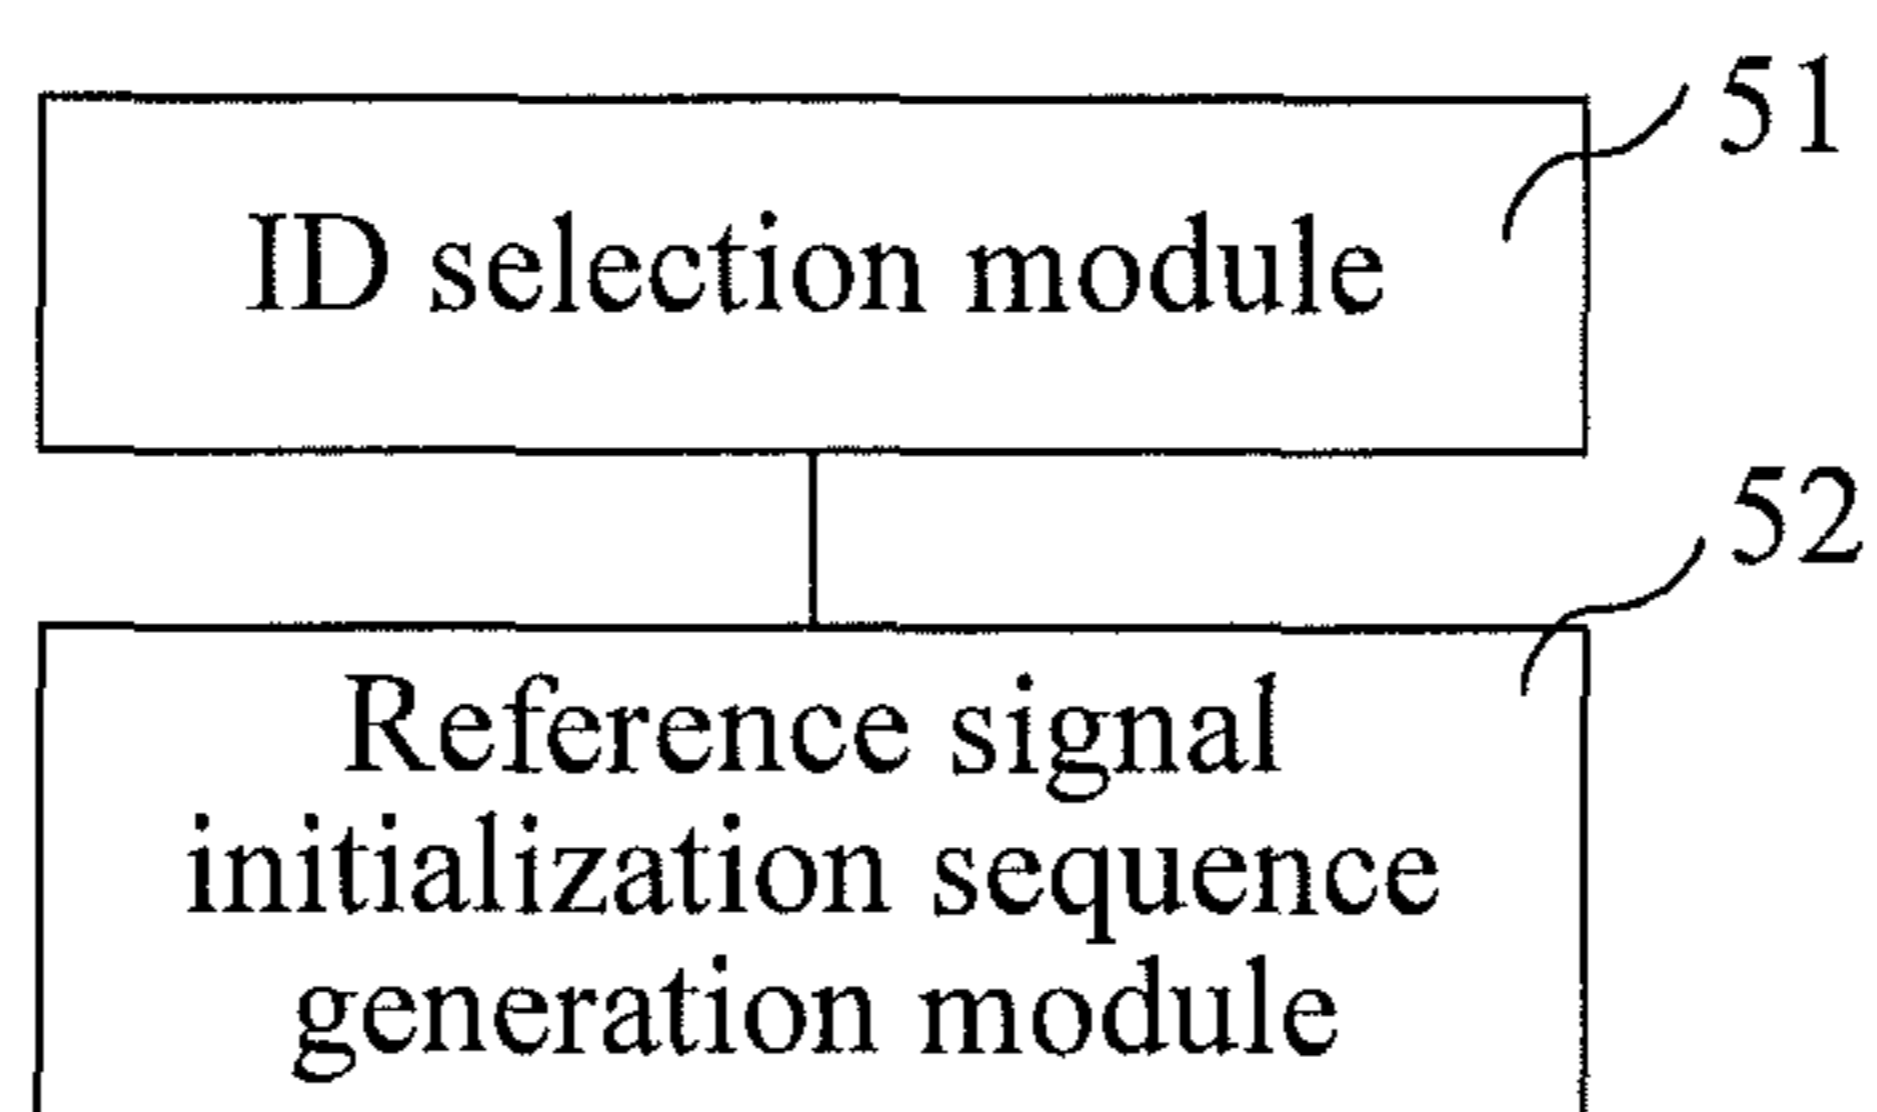 51
ID selection module
52
Reference signal
initialization sequence
generation module